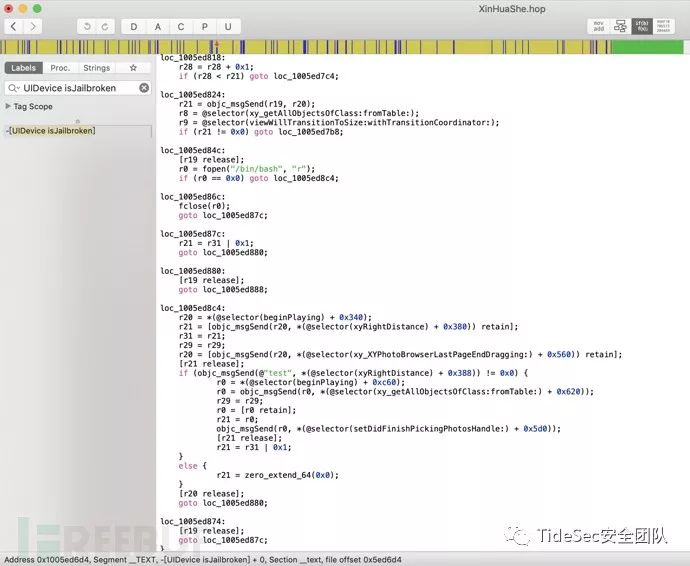 XinHuaShe.hop
D A C P U
mov
add
if(b)
f(x);
Labels Proc. Strings
UIDevice isJailbroken
Tag Scope
-[UIDevice isJailbroken]
loc_1005ed818:
r28 = r28 + 0x1;
if (r28 < r21) goto loc_1005ed7c4;
loc_1005ed824:
r21 = objc_msgSend(r19, r20);
r8 = @selector(xy_getAllObjectsOfClass:fromTable:);
r9 = @selector(viewWillTransitionToSize:withTransitionCoordinator:);
if (r21 != 0x0) goto loc_1005ed7b8;
loc_1005ed84c:
[r19 release];
r0 = fopen("/bin/bash", "r");
if (r0 == 0x0) goto loc_1005ed8c4;
loc_1005ed86c:
fclose(r0);
goto loc_1005ed87c;
loc_1005ed87c:
r21 = r31 | 0x1;
goto loc_1005ed880;
loc_1005ed880:
[r19 release];
goto loc_1005ed888;
loc_1005ed8c4:
r20 = *(@selector(beginPlaying) + 0x340);
r21 = [objc_msgSend(r20, *(@selector(xyRightDistance) + 0x380)) retain];
r31 = r21;
r29 = r29;
r20 = [objc_msgSend(r20, *(@selector(xy_XYPhotoBrowserLastPageEndDragging:) + 0x560)) retain];
[r21 release];
if (objc_msgSend(@"test", *(@selector(xyRightDistance) + 0x388)) != 0x0) {
r0 = *(@selector(beginPlaying) + 0xc60);
r0 = objc_msgSend(r0, *(@selector(xy_getAllObjectsOfClass:fromTable:) + 0x620));
r29 = r29;
r0 = [r0 retain];
r21 = r0;
objc_msgSend(r0, *(@selector(setDidFinishPickingPhotosHandle:) + 0x5d0));
[r21 release];
r21 = r31 | 0x1;
}
else {
r21 = zero_extend_64(0x0);
}
[r20 release];
goto loc_1005ed880;
loc_1005ed874:
[r19 release];
goto loc_1005ed87c;
}
REEBUF
TideSec安全团队
Address 0x1005ed6d4, Segment __TEXT, -[UIDevice isJailbroken] + 0, Section __text, file offset 0x5ed6d4